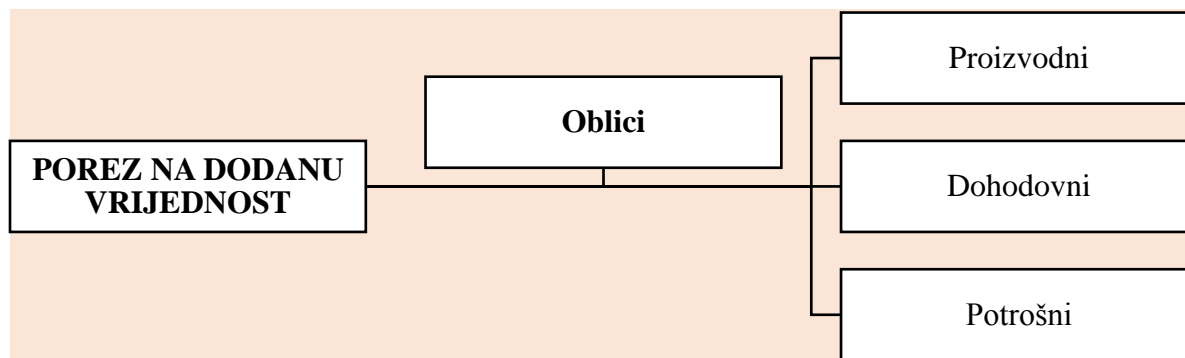 POREZ NA DODANU
VRIJEDNOST
Oblici
Proizvodni
Dohodovni
Potrošni